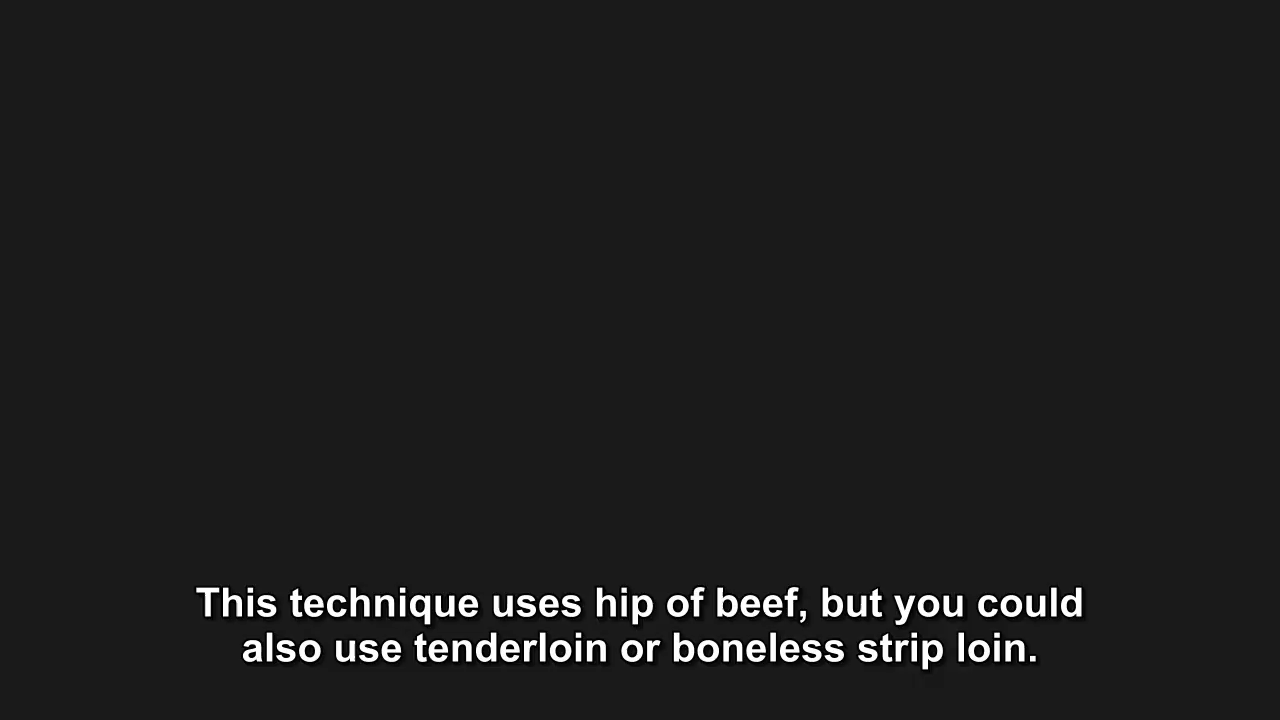 This technique uses hip of beef, but you could
also use tenderloin or boneless strip loin.